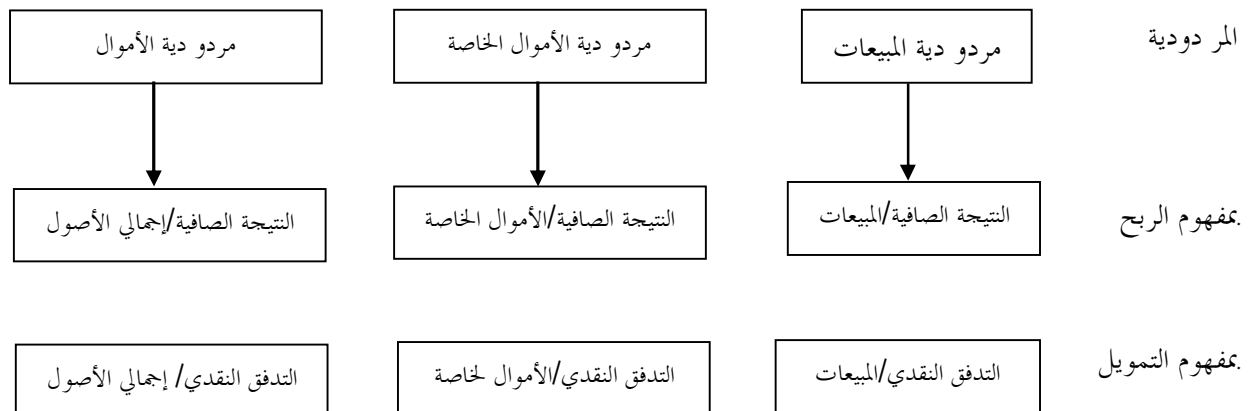 المر دودية
مردو دية المبيعات
مردو دية الأموال الخاصة
مردو دية الأموال
بمفهوم الربح
النتيجة الصافية/المبيعات
النتيجة الصافية/الأموال الخاصة
النتيجة الصافية/إجمالي الأصول
بمفهوم التمويل
التدفق النقدي/المبيعات
التدفق النقدي/الأموال لخاصة
التدفق النقدي/ إجمالي الأصول